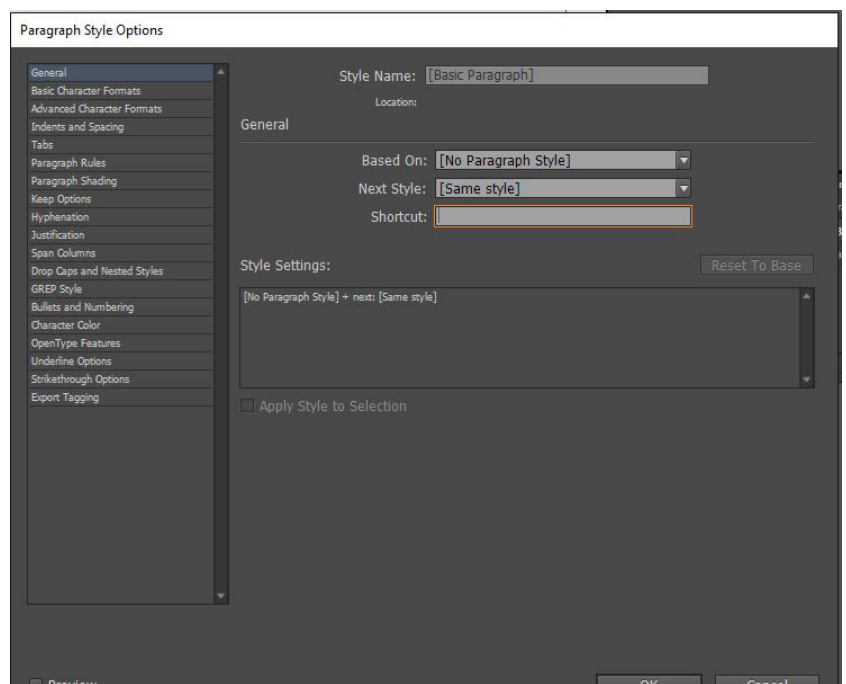 Paragraph Style Options
General
Basic Character Formats
Advanced Character Formats
Indents and Spacing
Tabs
Paragraph Rules
Paragraph Shading
Keep Options
Hyphenation
Justification
Span Columns
Drop Caps and Nested Styles
GREP Style
Bullets and Numbering
Character Color
OpenType Features
Underline Options
Strikethrough Options
Export Tagging
Style Name: [Basic Paragraph]
Location:
General
Based On: [No Paragraph Style]
Next Style: [Same style]
Shortcut:
Style Settings: Reset To Base
[No Paragraph Style] + next: [Same style]
Apply Style to Selection
Preview OK Cancel